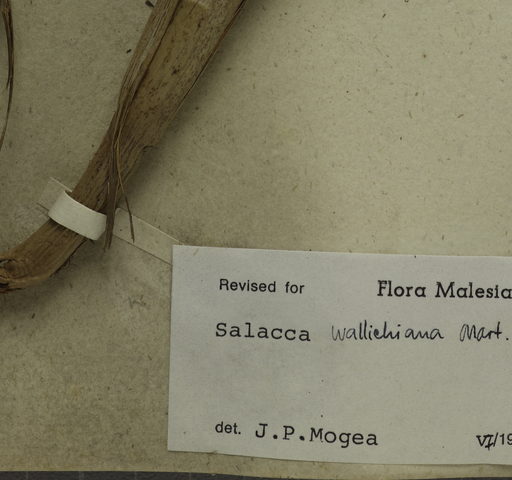 Revised for Flora Malesia
Salacca wallichiana Mart.
det. J.P.Mogea VI/19